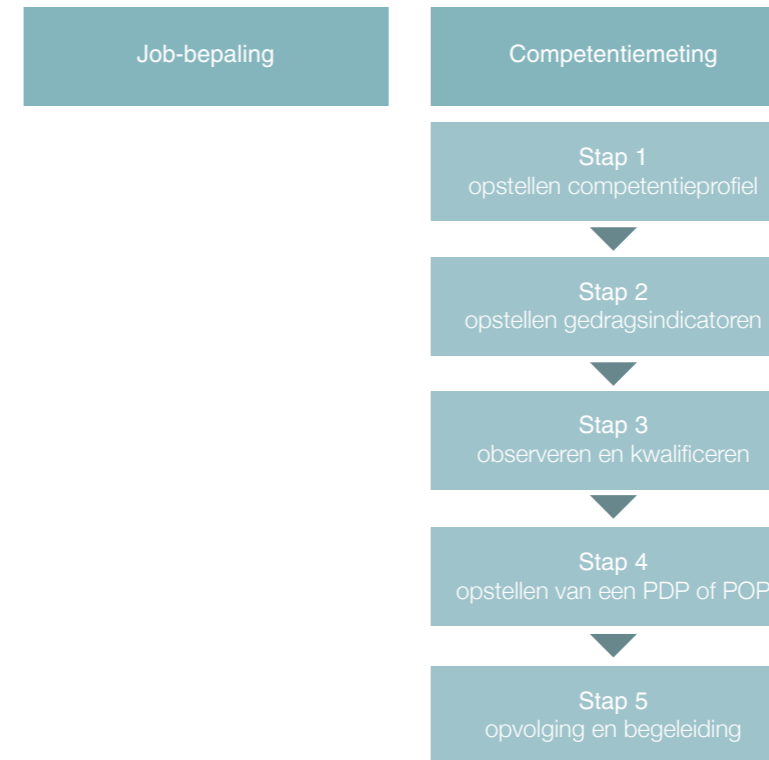 Job-bepaling
Competentiemeting
Stap 1
opstellen competentieprofiel
Stap 2
opstellen gedragsindicatoren
Stap 3
observeren en kwalificeren
Stap 4
opstellen van een PDP of POP
Stap 5
opvolging en begeleiding